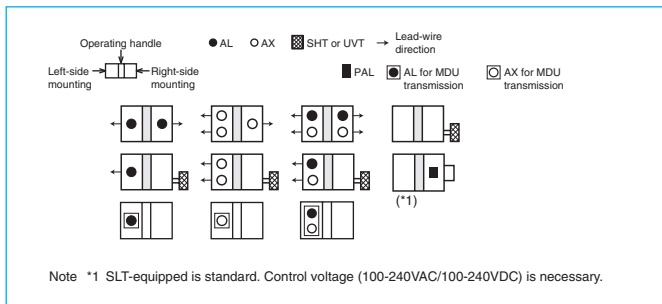 Operating handle
Left-side mounting
Right-side mounting
AL
AX
SHT or UVT
Lead-wire direction
PAL
AL for MDU transmission
AX for MDU transmission
(*1)
Note *1 SLT-equipped is standard. Control voltage (100-240VAC/100-240VDC) is necessary.